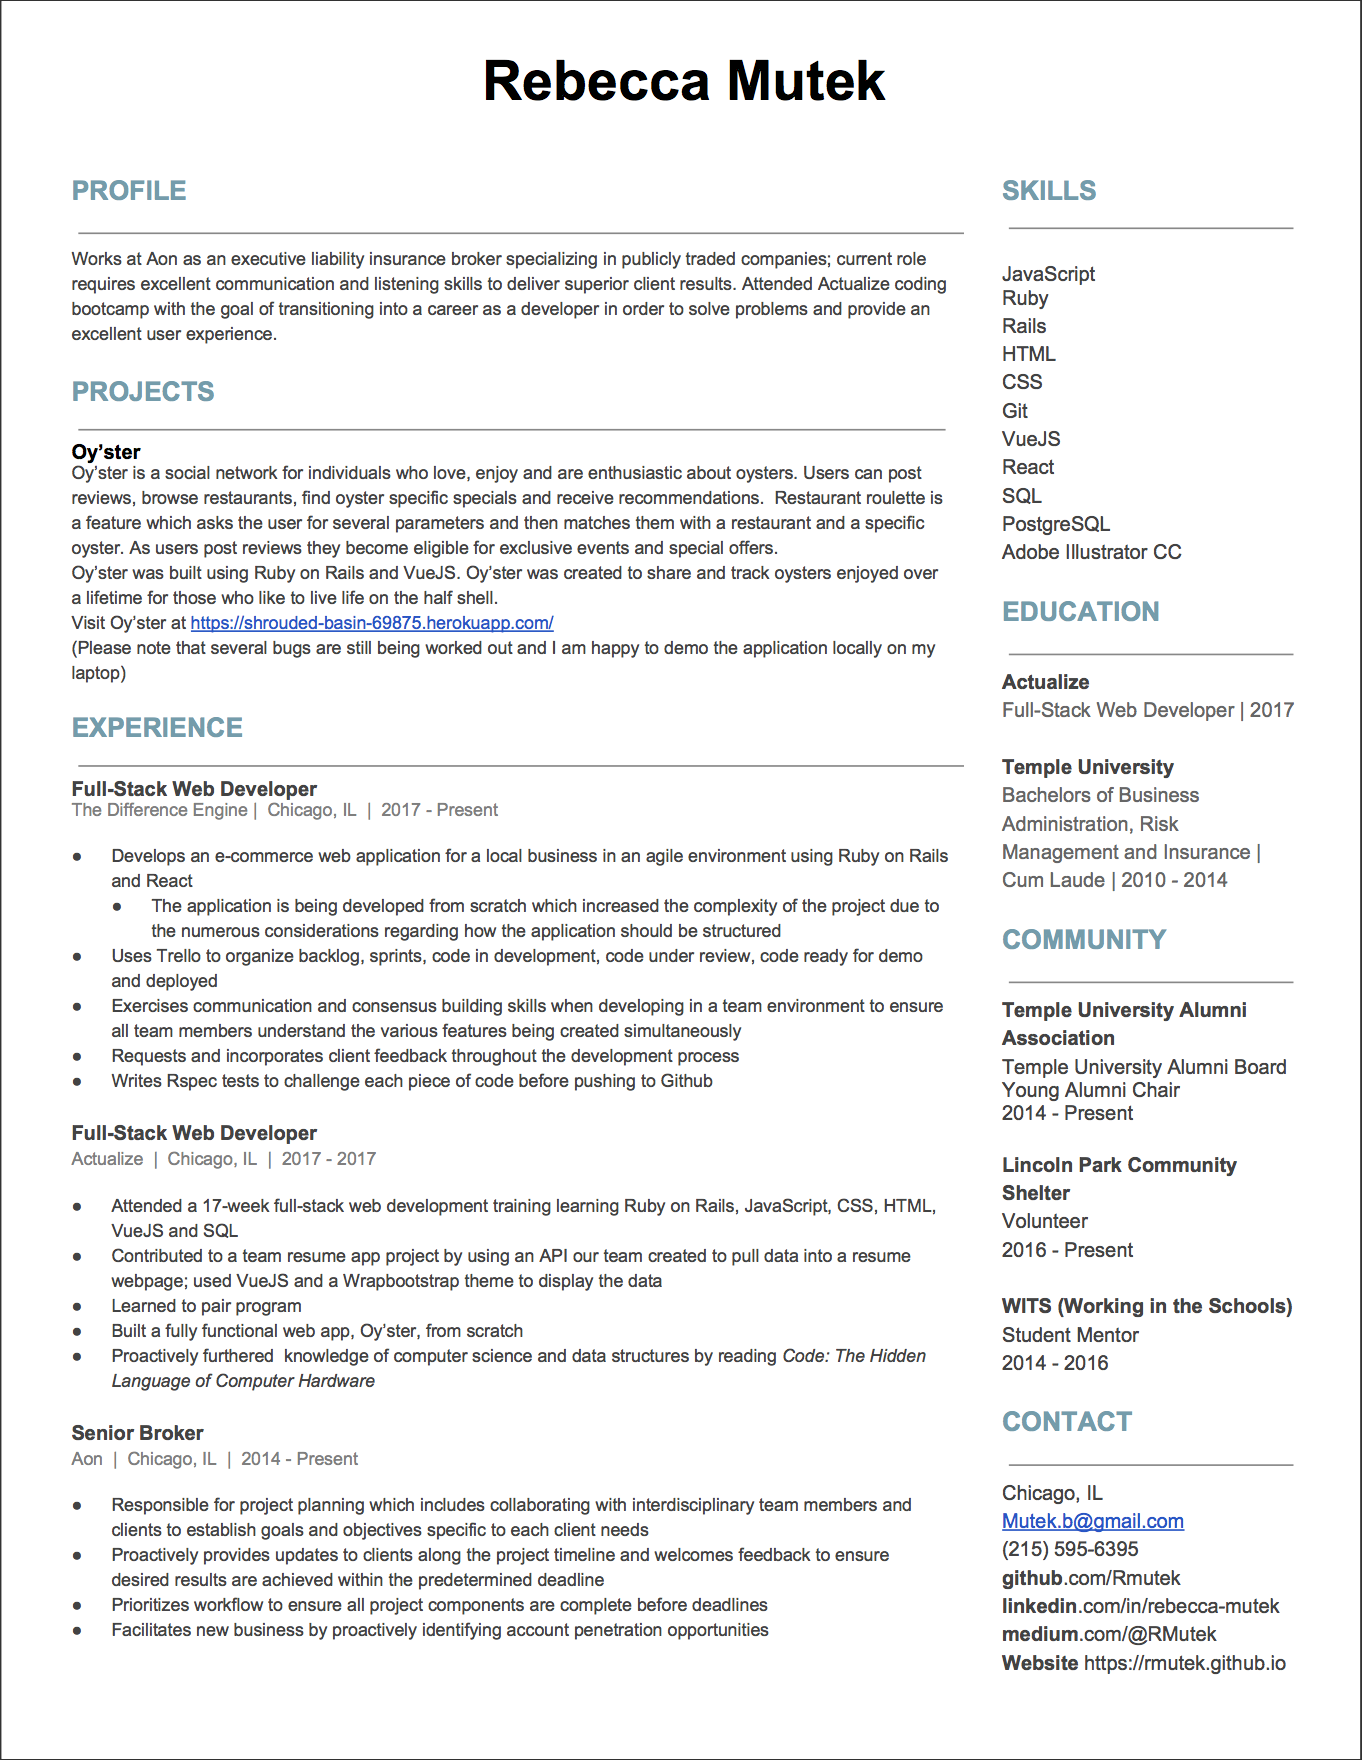 Rebecca Mutek
PROFILE
Works at Aon as an executive liability insurance broker specializing in publicly traded companies; current role
requires excellent communication and listening skills to deliver superior client results. Attended Actualize coding
bootcamp with the goal of transitioning into a career as a developer in order to solve problems and provide an
excellent user experience.
PROJECTS
Oy’ster
Oy’ster is a social network for individuals who love, enjoy and are enthusiastic about oysters. Users can post
reviews, browse restaurants, find oyster specific specials and receive recommendations.  Restaurant roulette is
a feature which asks the user for several parameters and then matches them with a restaurant and a specific
oyster. As users post reviews they become eligible for exclusive events and special offers.
Oy’ster was built using Ruby on Rails and VueJS. Oy’ster was created to share and track oysters enjoyed over
a lifetime for those who like to live life on the half shell.
Visit Oy’ster at https://shrouded-basin-69875.herokuapp.com/
(Please note that several bugs are still being worked out and I am happy to demo the application locally on my
laptop)
EXPERIENCE
Full-Stack Web Developer
The Difference Engine |  Chicago, IL  |  2017 - Present
● Develops an e-commerce web application for a local business in an agile environment using Ruby on Rails
and React
● The application is being developed from scratch which increased the complexity of the project due to
the numerous considerations regarding how the application should be structured
● Uses Trello to organize backlog, sprints, code in development, code under review, code ready for demo
and deployed
● Exercises communication and consensus building skills when developing in a team environment to ensure
all team members understand the various features being created simultaneously
● Requests and incorporates client feedback throughout the development process
● Writes Rspec tests to challenge each piece of code before pushing to Github
Full-Stack Web Developer
Actualize  |  Chicago, IL  |  2017 - 2017
● Attended a 17-week full-stack web development training learning Ruby on Rails, JavaScript, CSS, HTML,
VueJS and SQL
● Contributed to a team resume app project by using an API our team created to pull data into a resume
webpage; used VueJS and a Wrapbootstrap theme to display the data
● Learned to pair program
● Built a fully functional web app, Oy’ster, from scratch
● Proactively furthered  knowledge of computer science and data structures by reading Code: The Hidden
Language of Computer Hardware
Senior Broker
Aon  |  Chicago, IL  |  2014 - Present
● Responsible for project planning which includes collaborating with interdisciplinary team members and
clients to establish goals and objectives specific to each client needs
● Proactively provides updates to clients along the project timeline and welcomes feedback to ensure
desired results are achieved within the predetermined deadline
● Prioritizes workflow to ensure all project components are complete before deadlines
● Facilitates new business by proactively identifying account penetration opportunities
SKILLS
JavaScript
Ruby
Rails
HTML
CSS
Git
VueJS
React
SQL
PostgreSQL
Adobe Illustrator CC
EDUCATION
Actualize
Full-Stack Web Developer | 2017
Temple University
Bachelors of Business
Administration, Risk
Management and Insurance |
Cum Laude | 2010 - 2014
COMMUNITY
Temple University Alumni
Association
Temple University Alumni Board
Young Alumni Chair
2014 - Present
Lincoln Park Community
Shelter
Volunteer
2016 - Present
WITS (Working in the Schools)
Student Mentor
2014 - 2016
CONTACT
Chicago, IL
Mutek.b@gmail.com
(215) 595-6395
github.com/Rmutek
linkedin.com/in/rebecca-mutek
medium.com/@RMutek
Website https://rmutek.github.io